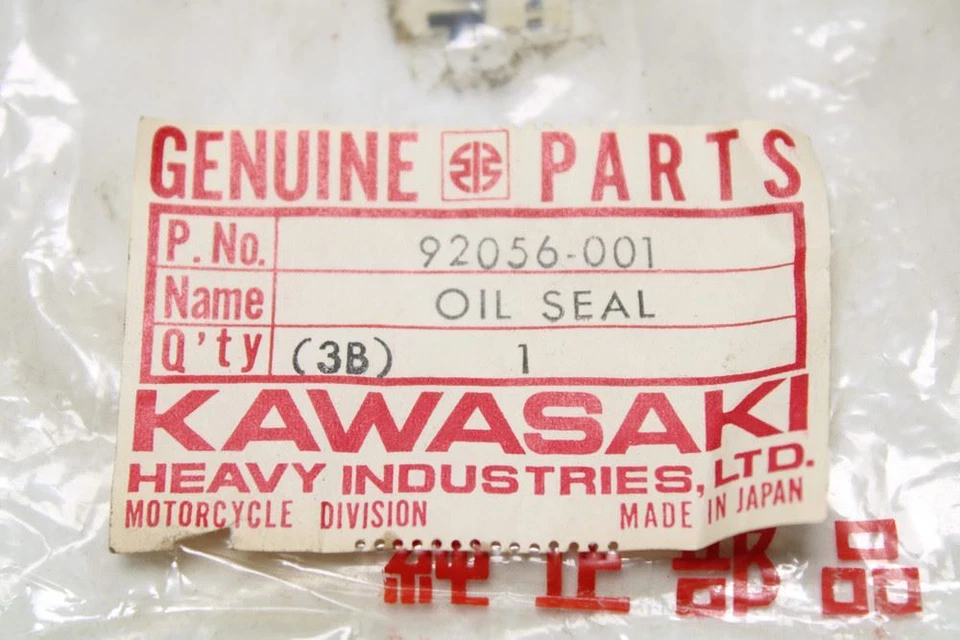 GENUINE PARTS
P. No. 92056-001
Name OIL SEAL
Q'ty (3B) 1
KAWASAKI
HEAVY INDUSTRIES, LTD.
MOTORCYCLE DIVISION MADE IN JAPAN
純正部品